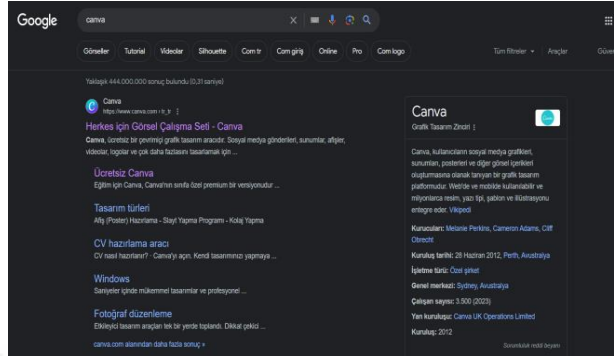 Google
canva
Görseller Tutorial Videolar Silhouette Com tr Com giriş Online Pro Com logo Tüm filtreler Araçlar Güve
Yaklaşık 444.000.000 sonuç bulundu (0,31 saniye)
Canva
https://www.canva.com › tr_tr
Herkes için Görsel Çalışma Seti - Canva
Canva, ücretsiz bir çevrimiçi grafik tasarım aracıdır. Sosyal medya gönderileri, sunumlar, afişler,
videolar, logolar ve çok daha fazlasını tasarlamak için ...
Ücretsiz Canva
Eğitim için Canva, Canva'nın sınıfa özel premium bir versiyonudur ...
Tasarım türleri
Afiş (Poster) Hazırlama - Slayt Yapma Programı - Kolaj Yapma
CV hazırlama aracı
CV nasıl hazırlanır? · Canva'yı açın. Kendi tasarımınızı yapmaya ...
Windows
Saniyeler içinde mükemmel tasarımlar ve profesyonel ...
Fotoğraf düzenleme
Etkileyici tasarım araçları tek bir yerde toplandı. Dikkat çekici ...
canva.com alanından daha fazla sonuç »
Canva
Grafik Tasarım Zinciri
Canva, kullanıcıların sosyal medya grafikleri,
sunumları, posterleri ve diğer görsel içerikleri
oluşturmasına olanak tanıyan bir grafik tasarım
platformudur. Web'de ve mobilde kullanılabilir ve
milyonlarca resim, yazı tipi, şablon ve illüstrasyonu
entegre eder. Vikipedi
Kurucuları: Melanie Perkins, Cameron Adams, Cliff
Obrecht
Kuruluş tarihi: 28 Haziran 2012, Perth, Avustralya
İşletme türü: Özel şirket
Genel merkezi: Sydney, Avustralya
Çalışan sayısı: 3.500 (2023)
Yan kuruluşu: Canva UK Operations Limited
Kuruluş: 2012
Sorumluluk reddi beyanı